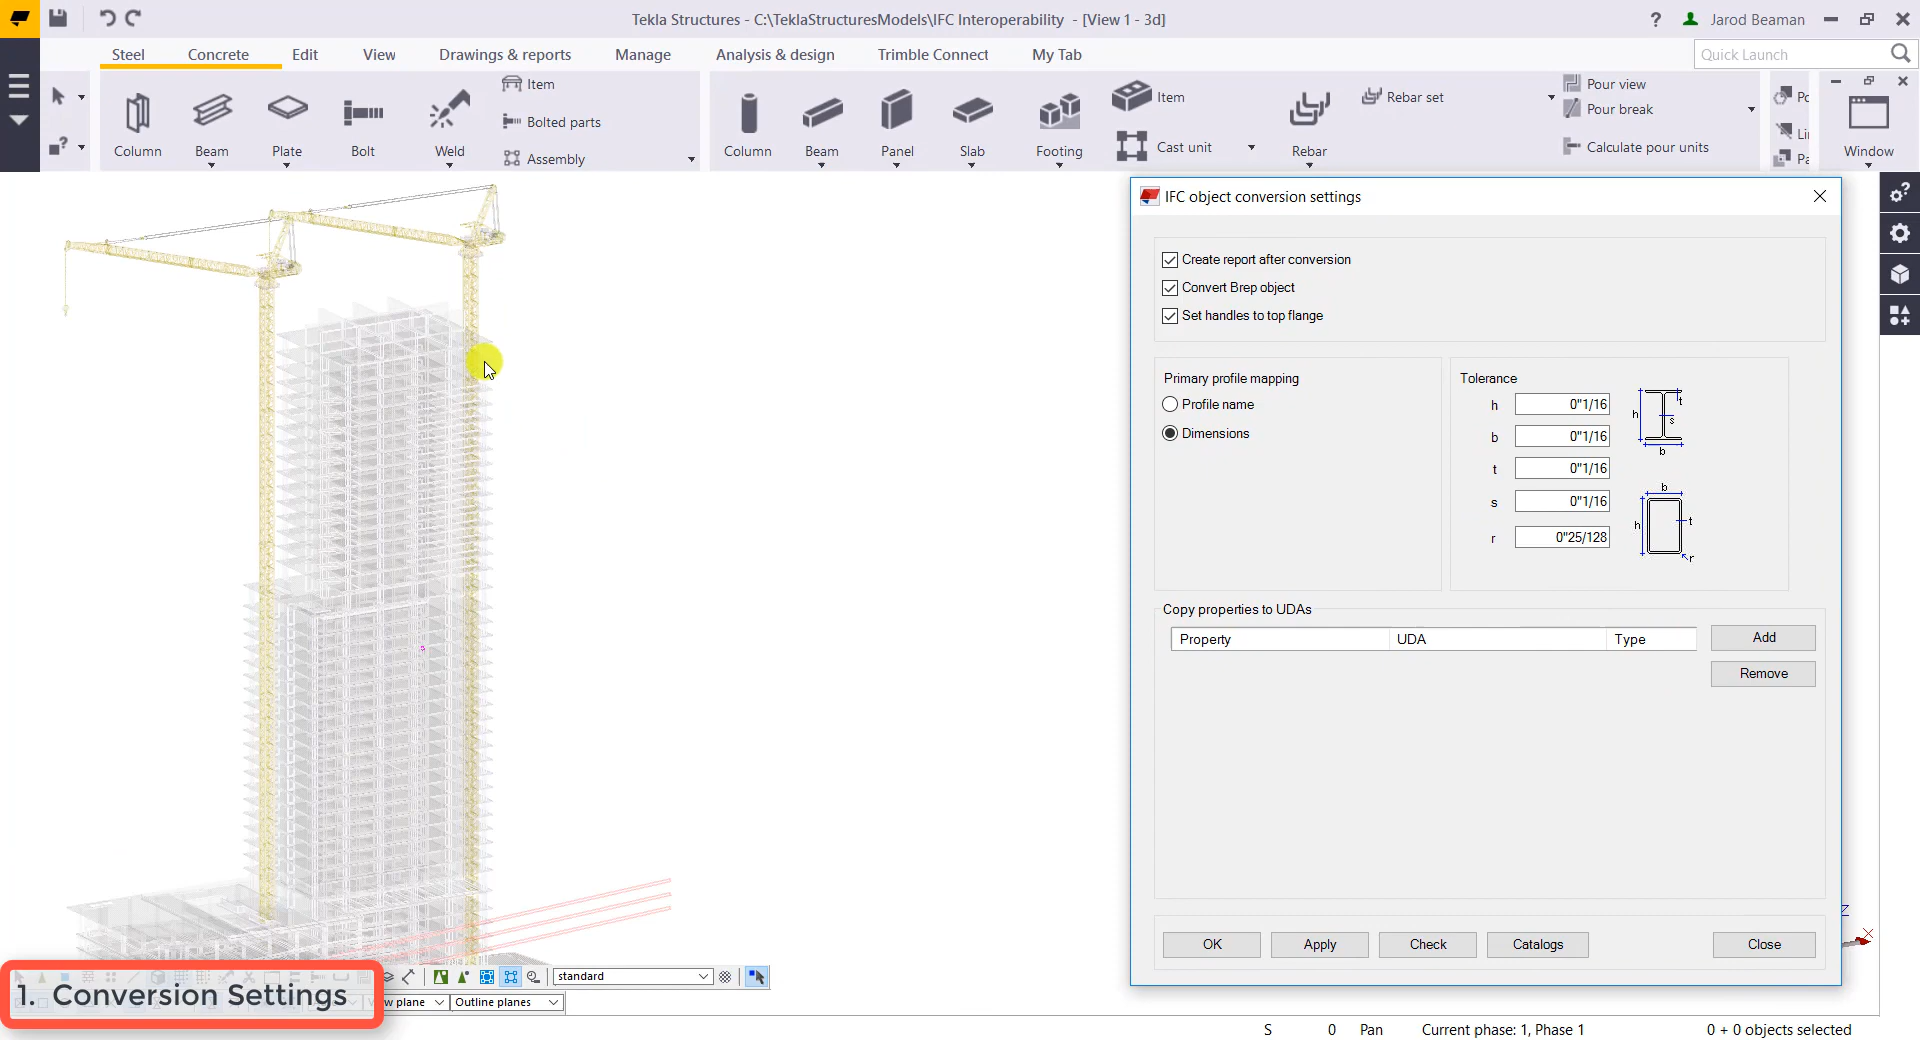 Tekla Structures - C:\TeklaStructuresModels\IFC Interoperability - [View 1 - 3d]
? Jarod Beaman
Steel Concrete Edit View Drawings & reports Manage Analysis & design Trimble Connect My Tab
Quick Launch
Column
Beam
Plate
Bolt
Weld
Item
Bolted parts
Assembly
Column
Beam
Panel
Slab
Footing
Item
Cast unit
Rebar
Rebar set
Pour view
Pour break
Calculate pour units
Window
IFC object conversion settings
Create report after conversion
Convert Brep object
Set handles to top flange
Primary profile mapping
Profile name
Dimensions
Tolerance
h 0"1/16
b 0"1/16
t 0"1/16
s 0"1/16
r 0"25/128
h
t
s
b
b
h
t
r
Copy properties to UDAs
Property UDA Type
Add
Remove
OK Apply Check Catalogs Close
Z
X
standard
plane Outline planes
1. Conversion Settings
S 0 Pan Current phase: 1, Phase 1 0 + 0 objects selected